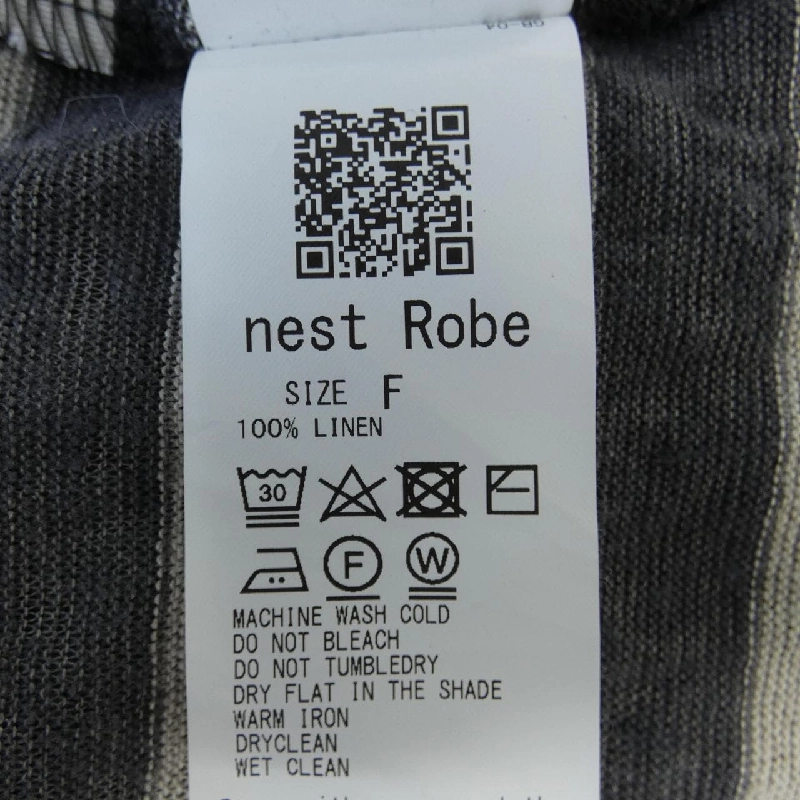 nest Robe
SIZE F
100% LINEN
30
F W
MACHINE WASH COLD
DO NOT BLEACH
DO NOT TUMBLEDRY
DRY FLAT IN THE SHADE
WARM IRON
DRYCLEAN
WET CLEAN